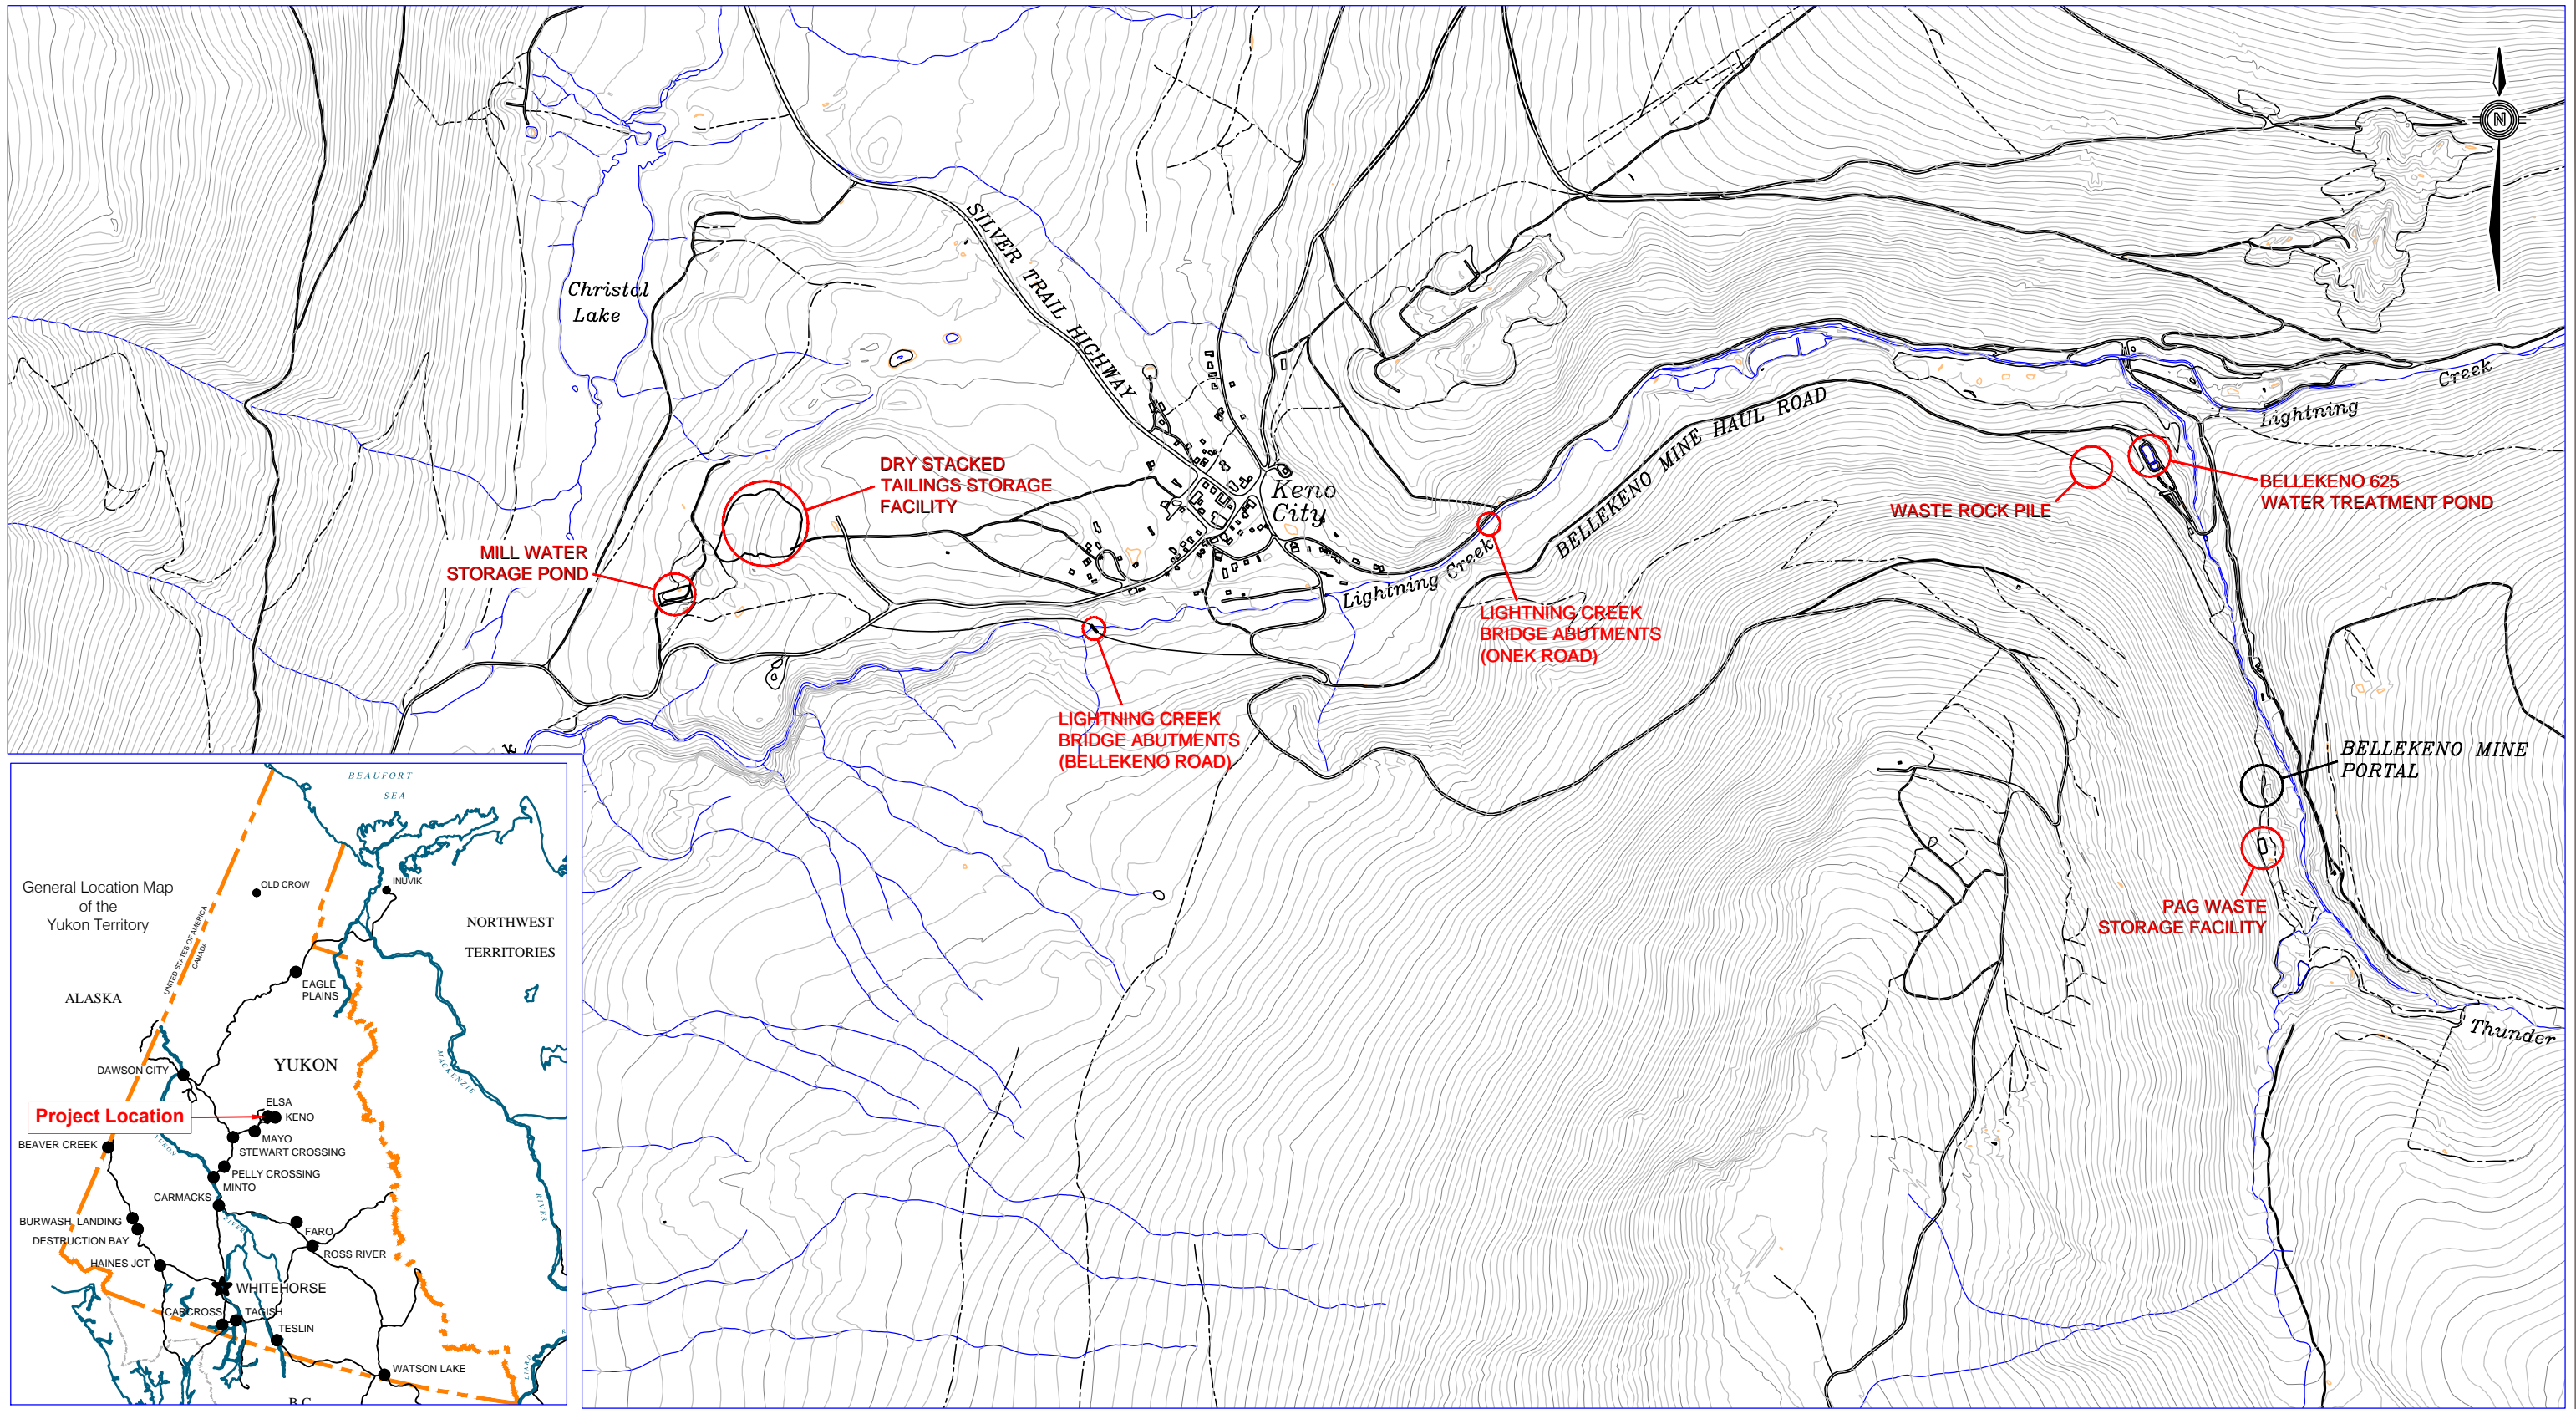 N
SILVER TRAIL HIGHWAY
Christal
Lake
Creek
Lightning
BELLEKENO MINE HAUL ROAD
DRY STACKED
TAILINGS STORAGE
FACILITY
Keno
City
BELLEKENO 625
WATER TREATMENT POND
WASTE ROCK PILE
MILL WATER
STORAGE POND
Lightning Creek
LIGHTNING CREEK
BRIDGE ABUTMENTS
(ONEK ROAD)
LIGHTNING CREEK
BRIDGE ABUTMENTS
(BELLEKENO ROAD)
k
BELLEKENO MINE
PORTAL
PAG WASTE
STORAGE FACILITY
Thunder
BEAUFORT
SEA
General Location Map
of the
Yukon Territory
OLD CROW
INUVIK
UNITED STATES OF AMERICA
CANADA
NORTHWEST
TERRITORIES
EAGLE
PLAINS
ALASKA
MACKENZIE
RIVER
YUKON
DAWSON CITY
ELSA
KENO
Project Location
MAYO
BEAVER CREEK
YUKON
STEWART CROSSING
PELLY CROSSING
MINTO
CARMACKS
RIVER
BURWASH LANDING
DESTRUCTION BAY
FARO
ROSS RIVER
HAINES JCT
WHITEHORSE
CARCROSS
TAGISH
TESLIN
WATSON LAKE
LIARD
B.C.